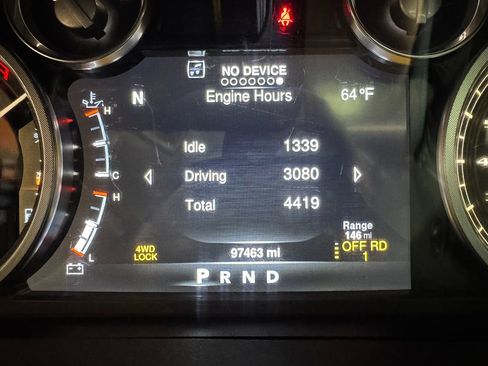 NO DEVICE
N Engine Hours 64°F
H
Idle 1339
C
Driving 3080
H
Total 4419
Range
146 mi
4WD
LOCK
97463 mi
OFF RD
1
L
P R N D